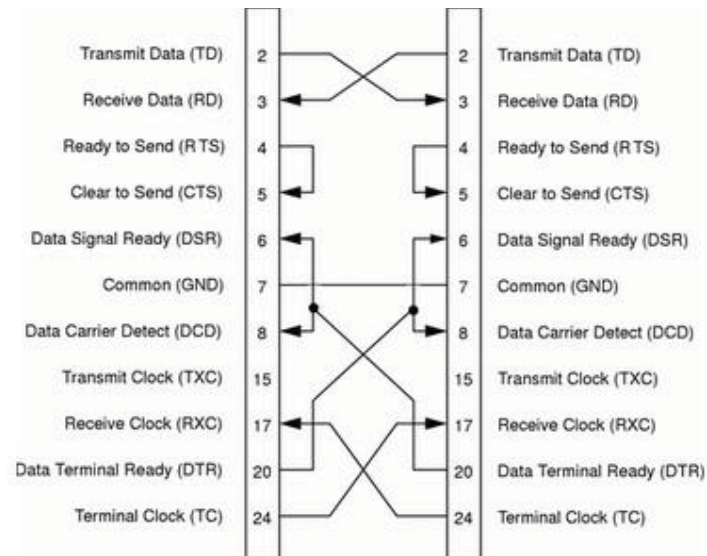 Transmit Data (TD) 2 2 Transmit Data (TD)
Receive Data (RD) 3 3 Receive Data (RD)
Ready to Send (RTS) 4 4 Ready to Send (RTS)
Clear to Send (CTS) 5 5 Clear to Send (CTS)
Data Signal Ready (DSR) 6 6 Data Signal Ready (DSR)
Common (GND) 7 7 Common (GND)
Data Carrier Detect (DCD) 8 8 Data Carrier Detect (DCD)
Transmit Clock (TXC) 15 15 Transmit Clock (TXC)
Receive Clock (RXC) 17 17 Receive Clock (RXC)
Data Terminal Ready (DTR) 20 20 Data Terminal Ready (DTR)
Terminal Clock (TC) 24 24 Terminal Clock (TC)